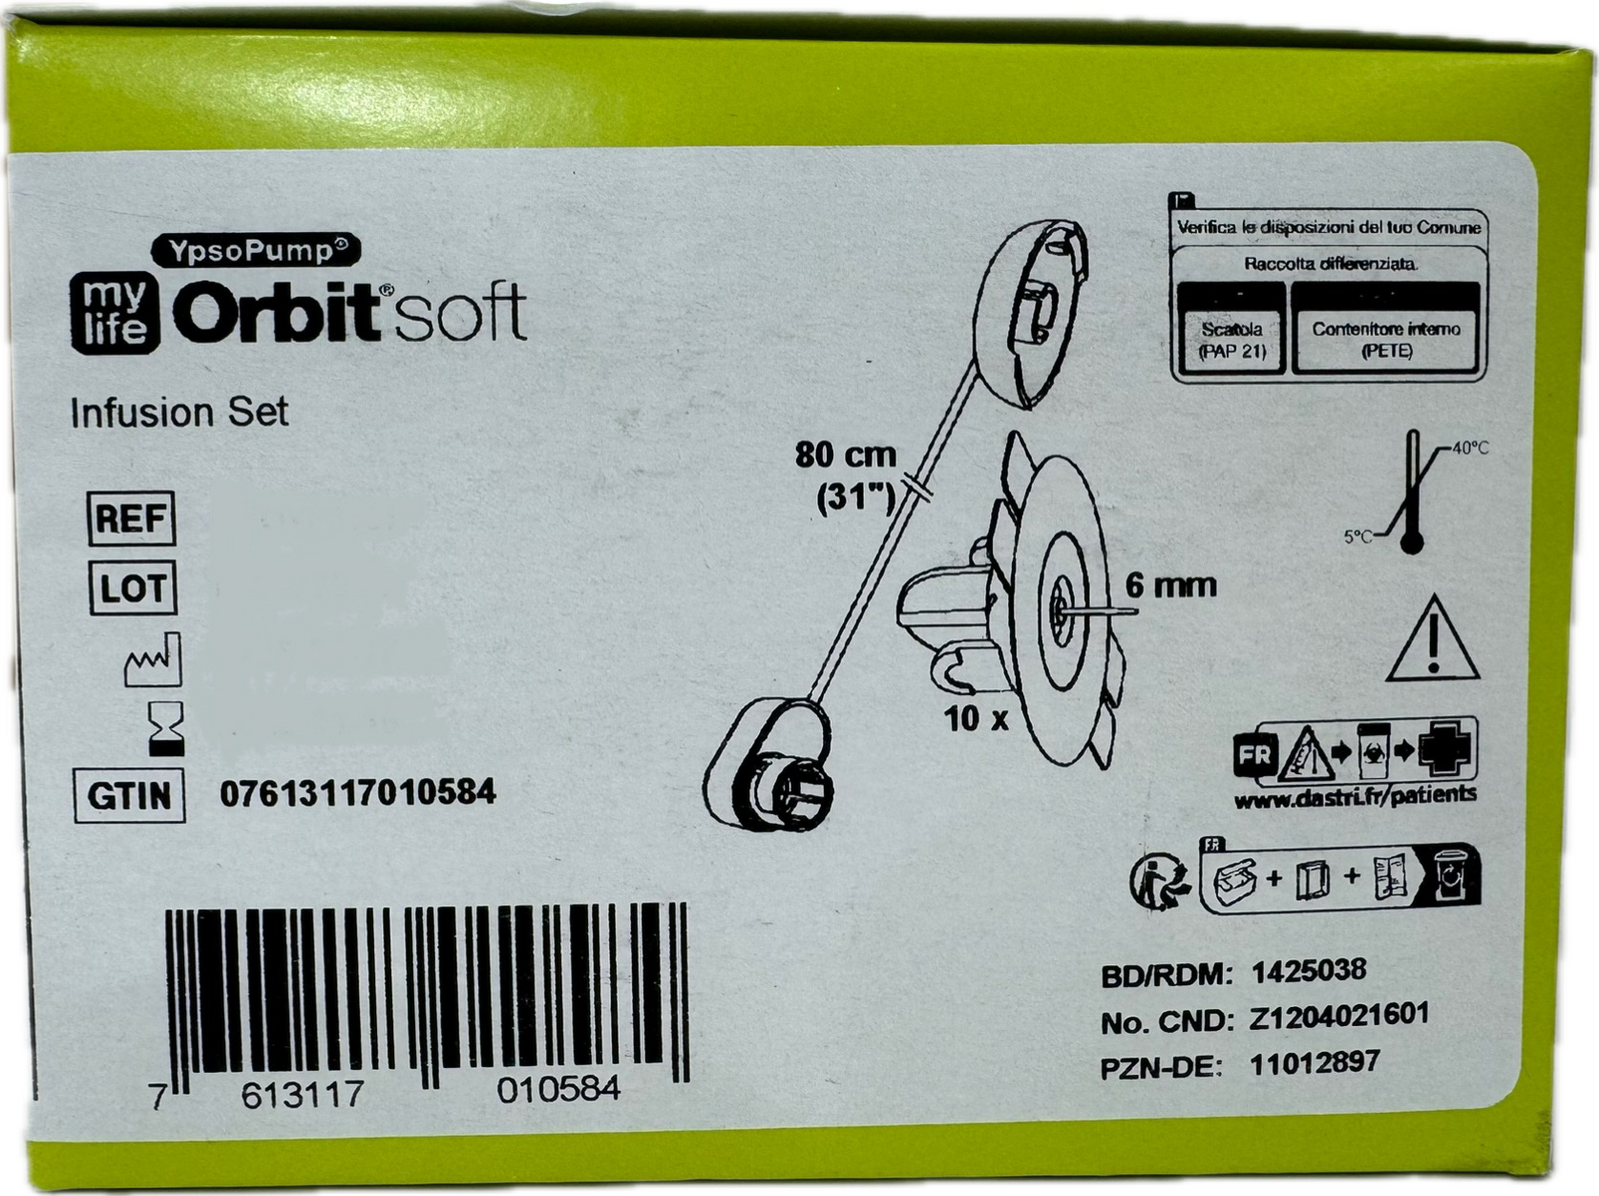 YpsoPump®
my
life
Orbit® soft
Infusion Set
REF
LOT
GTIN 07613117010584
7 613117 010584
80 cm
(31")
6 mm
10 x
Verifica le disposizioni del tuo Comune
Raccolta differenziata.
Scatola
(PAP 21)
Contenitore interno
(PETE)
40°C
5°C
FR
www.dastri.fr/patients
FR
BD/RDM: 1425038
No. CND: Z1204021601
PZN-DE: 11012897